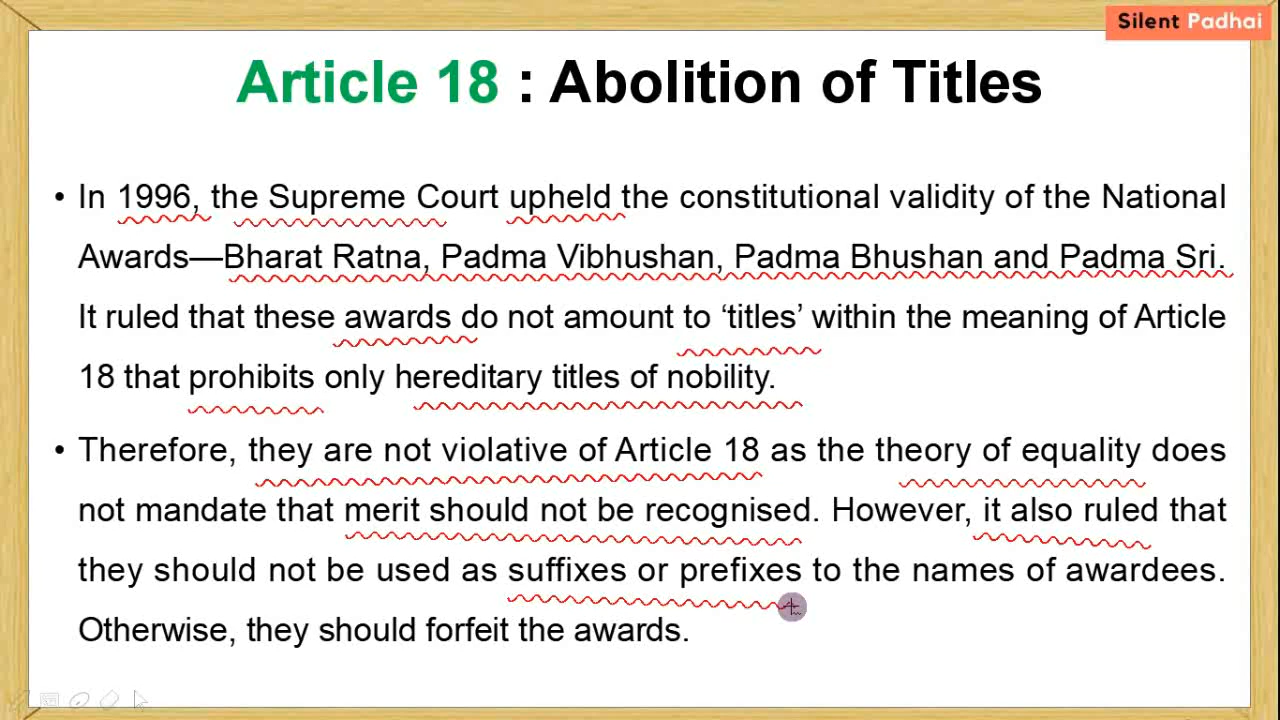 Silent Padhai
Article 18 : Abolition of Titles
• In 1996, the Supreme Court upheld the constitutional validity of the National
Awards—Bharat Ratna, Padma Vibhushan, Padma Bhushan and Padma Sri.
It ruled that these awards do not amount to ‘titles’ within the meaning of Article
18 that prohibits only hereditary titles of nobility.
• Therefore, they are not violative of Article 18 as the theory of equality does
not mandate that merit should not be recognised. However, it also ruled that
they should not be used as suffixes or prefixes to the names of awardees.
Otherwise, they should forfeit the awards.